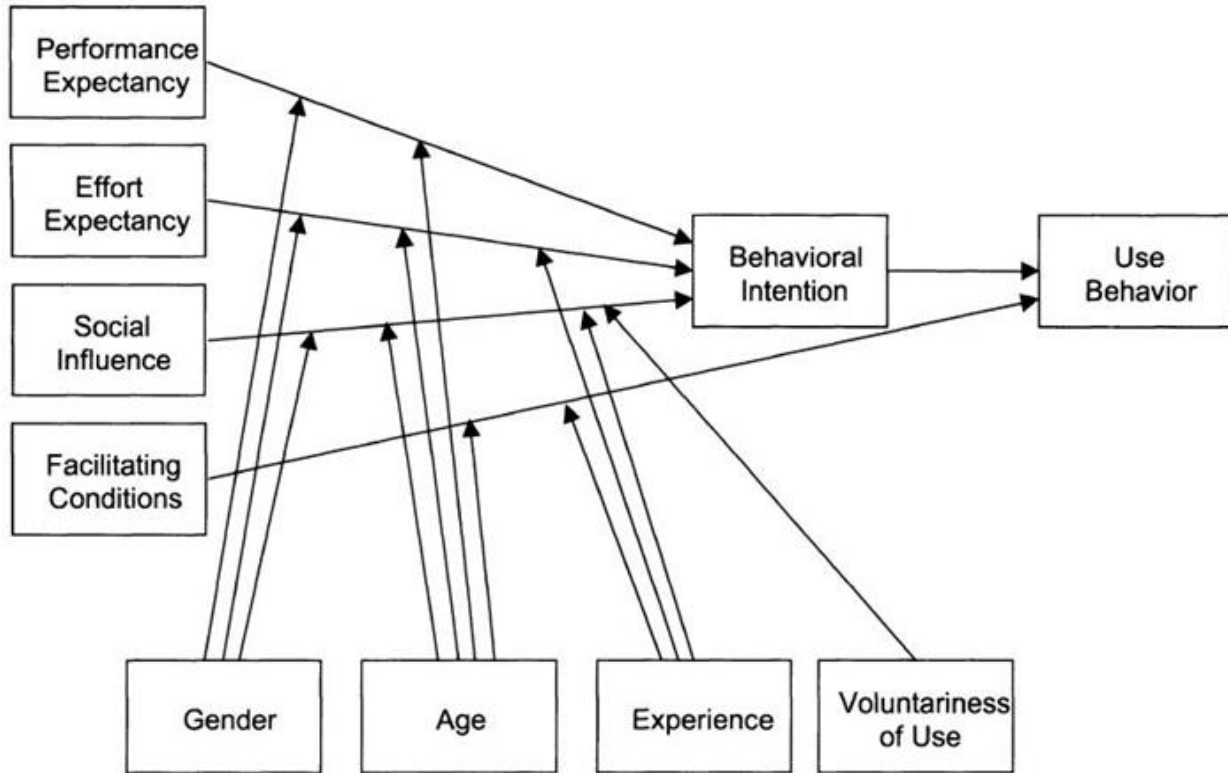 Performance
Expectancy
Effort
Expectancy
Social
Influence
Facilitating
Conditions
Behavioral
Intention
Use
Behavior
Gender
Age
Experience
Voluntariness
of Use